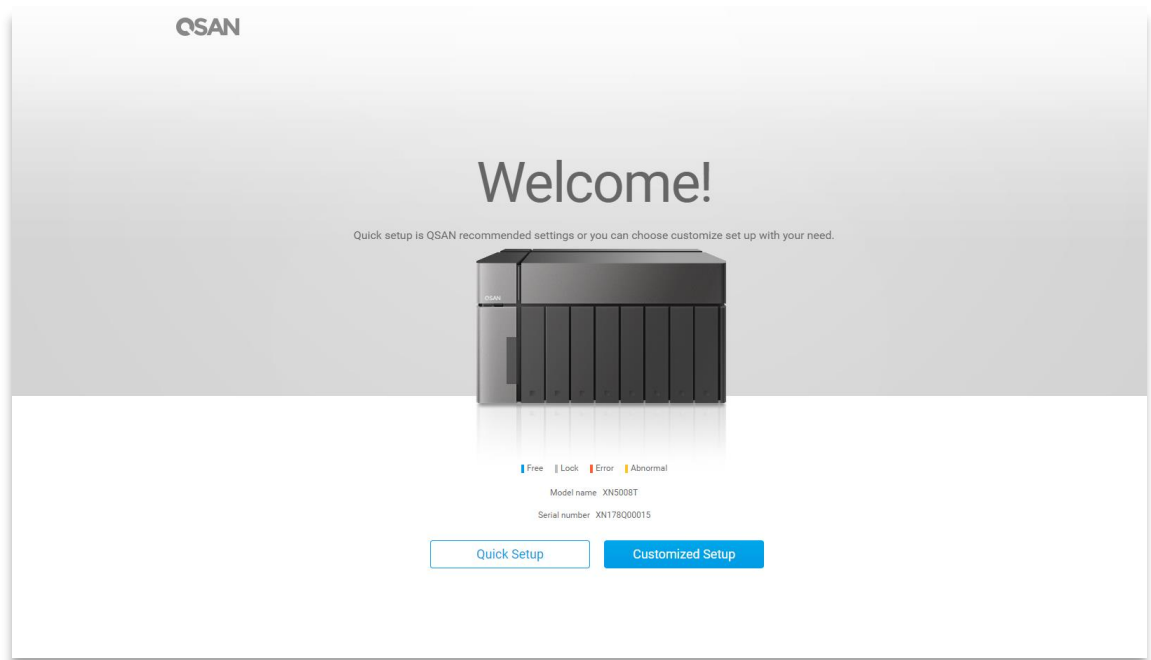 QSAN
Welcome!
Quick setup is QSAN recommended settings or you can choose customize set up with your need.
QSAN
Free Lock Error Abnormal
Model name XN5008T
Serial number XN178Q00015
Quick Setup Customized Setup